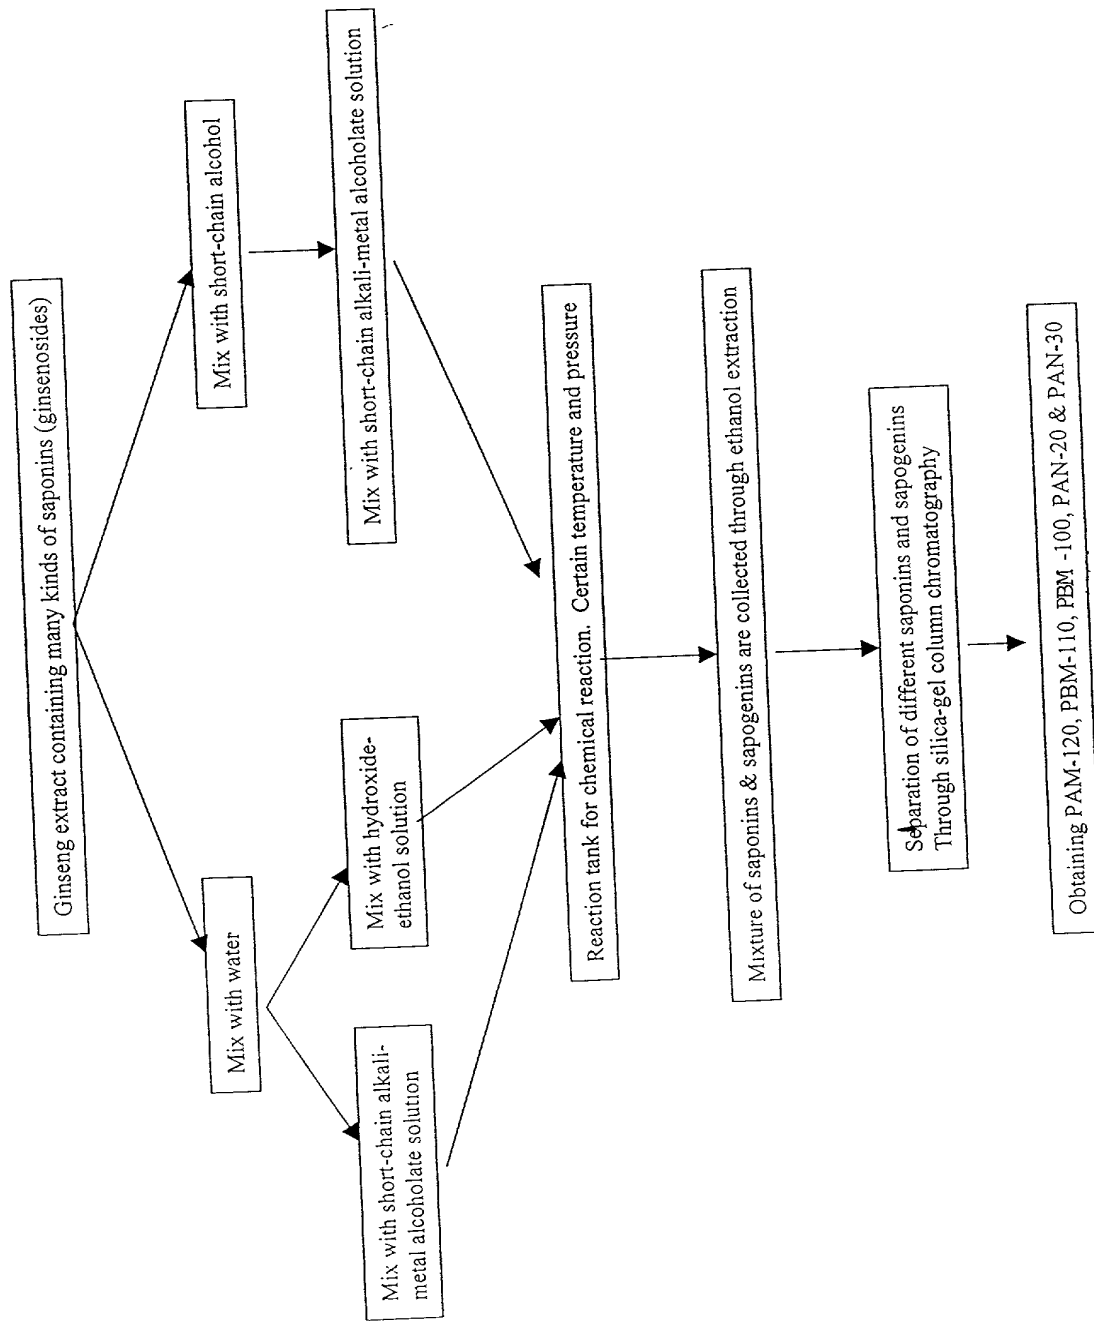 Ginseng extract containing many kinds of saponins (ginsenosides)
Mix with water
Mix with short-chain alcohol
Mix with short-chain alkali-
metal alcoholate solution
Mix with hydroxide-
ethanol solution
Mix with short-chain alkali-metal alcoholate solution
Reaction tank for chemical reaction. Certain temperature and pressure
Mixture of saponins & sapogenins are collected through ethanol extraction
Separation of different saponins and sapogenins
Through silica-gel column chromatography
Obtaining PAM-120, PBM-110, PBM -100, PAN-20 & PAN-30